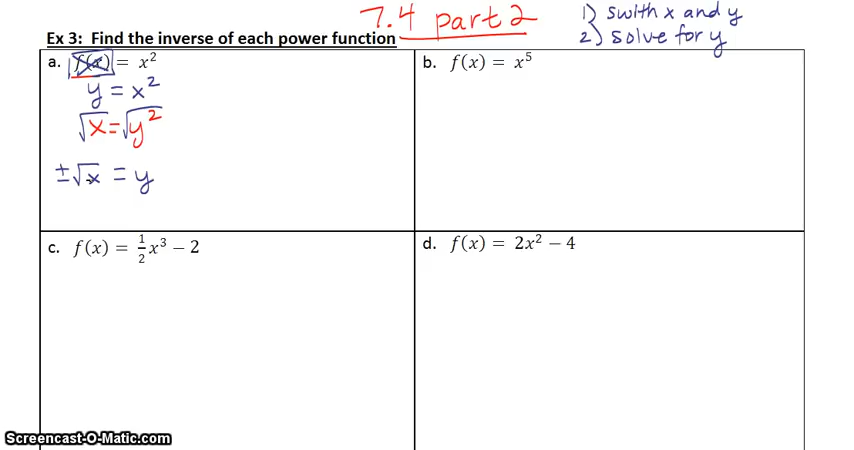 7.4 part 2
1) swith x and y
2) solve for y
Ex 3: Find the inverse of each power function
a. f(x) = x²
y = x²
√x = √y²
±√x = y
b. f(x) = x⁵
c. f(x) = ½x³ − 2
d. f(x) = 2x² − 4
Screencast-O-Matic.com